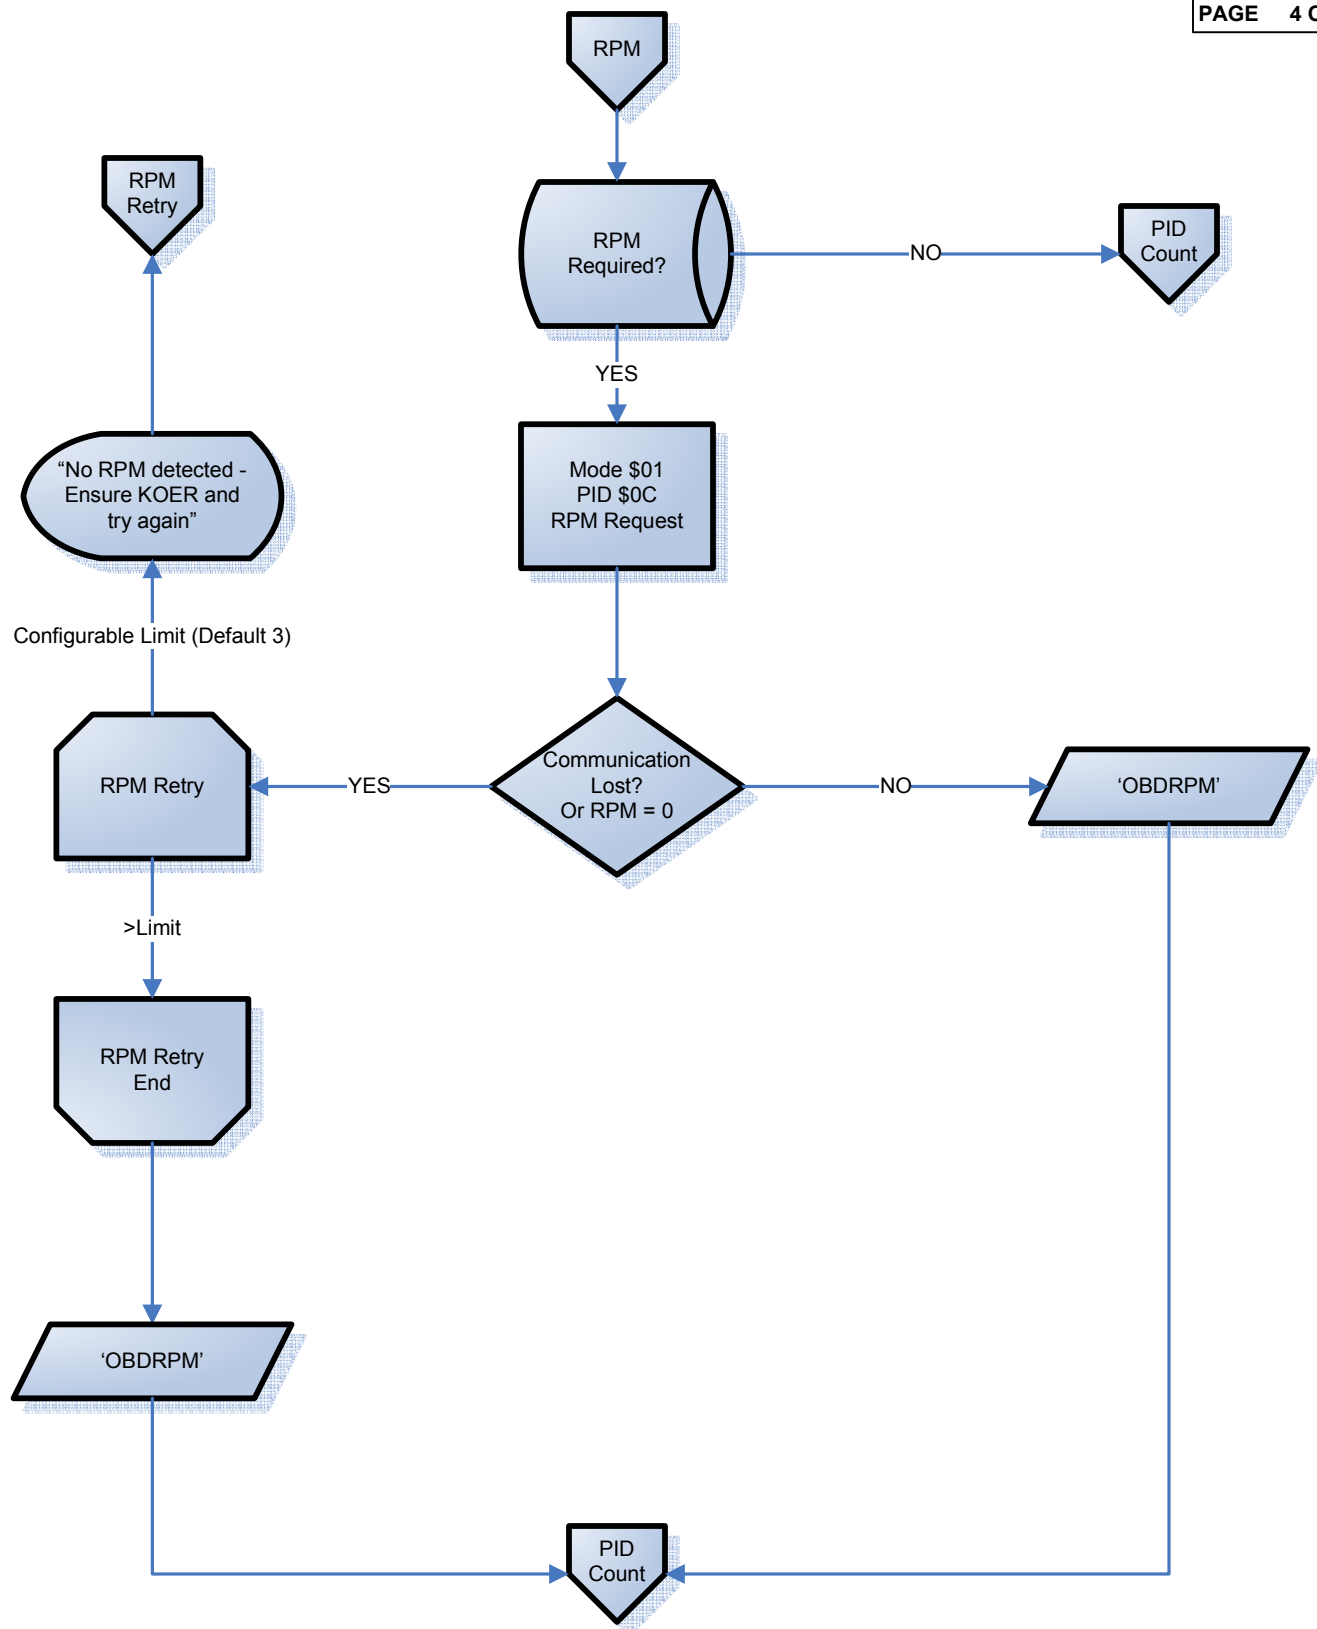 PAGE 4
RPM
RPM
Retry
RPM
Required?
NO
PID
Count
YES
"No RPM detected -
Ensure KOER and
try again"
Mode $01
PID $0C
RPM Request
Configurable Limit (Default 3)
RPM Retry
YES
Communication
Lost?
Or RPM = 0
NO
‘OBDRPM’
>Limit
RPM Retry
End
‘OBDRPM’
PID
Count